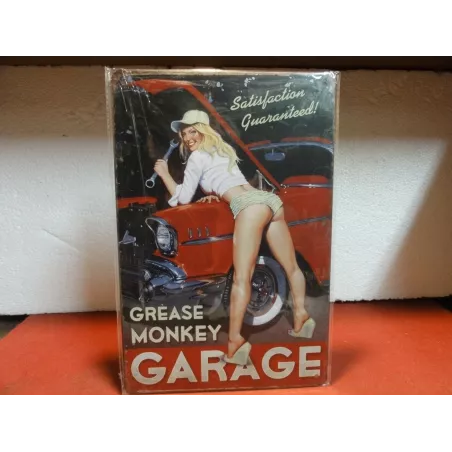 Satisfaction
Guaranteed!
GREASE
MONKEY
GARAGE